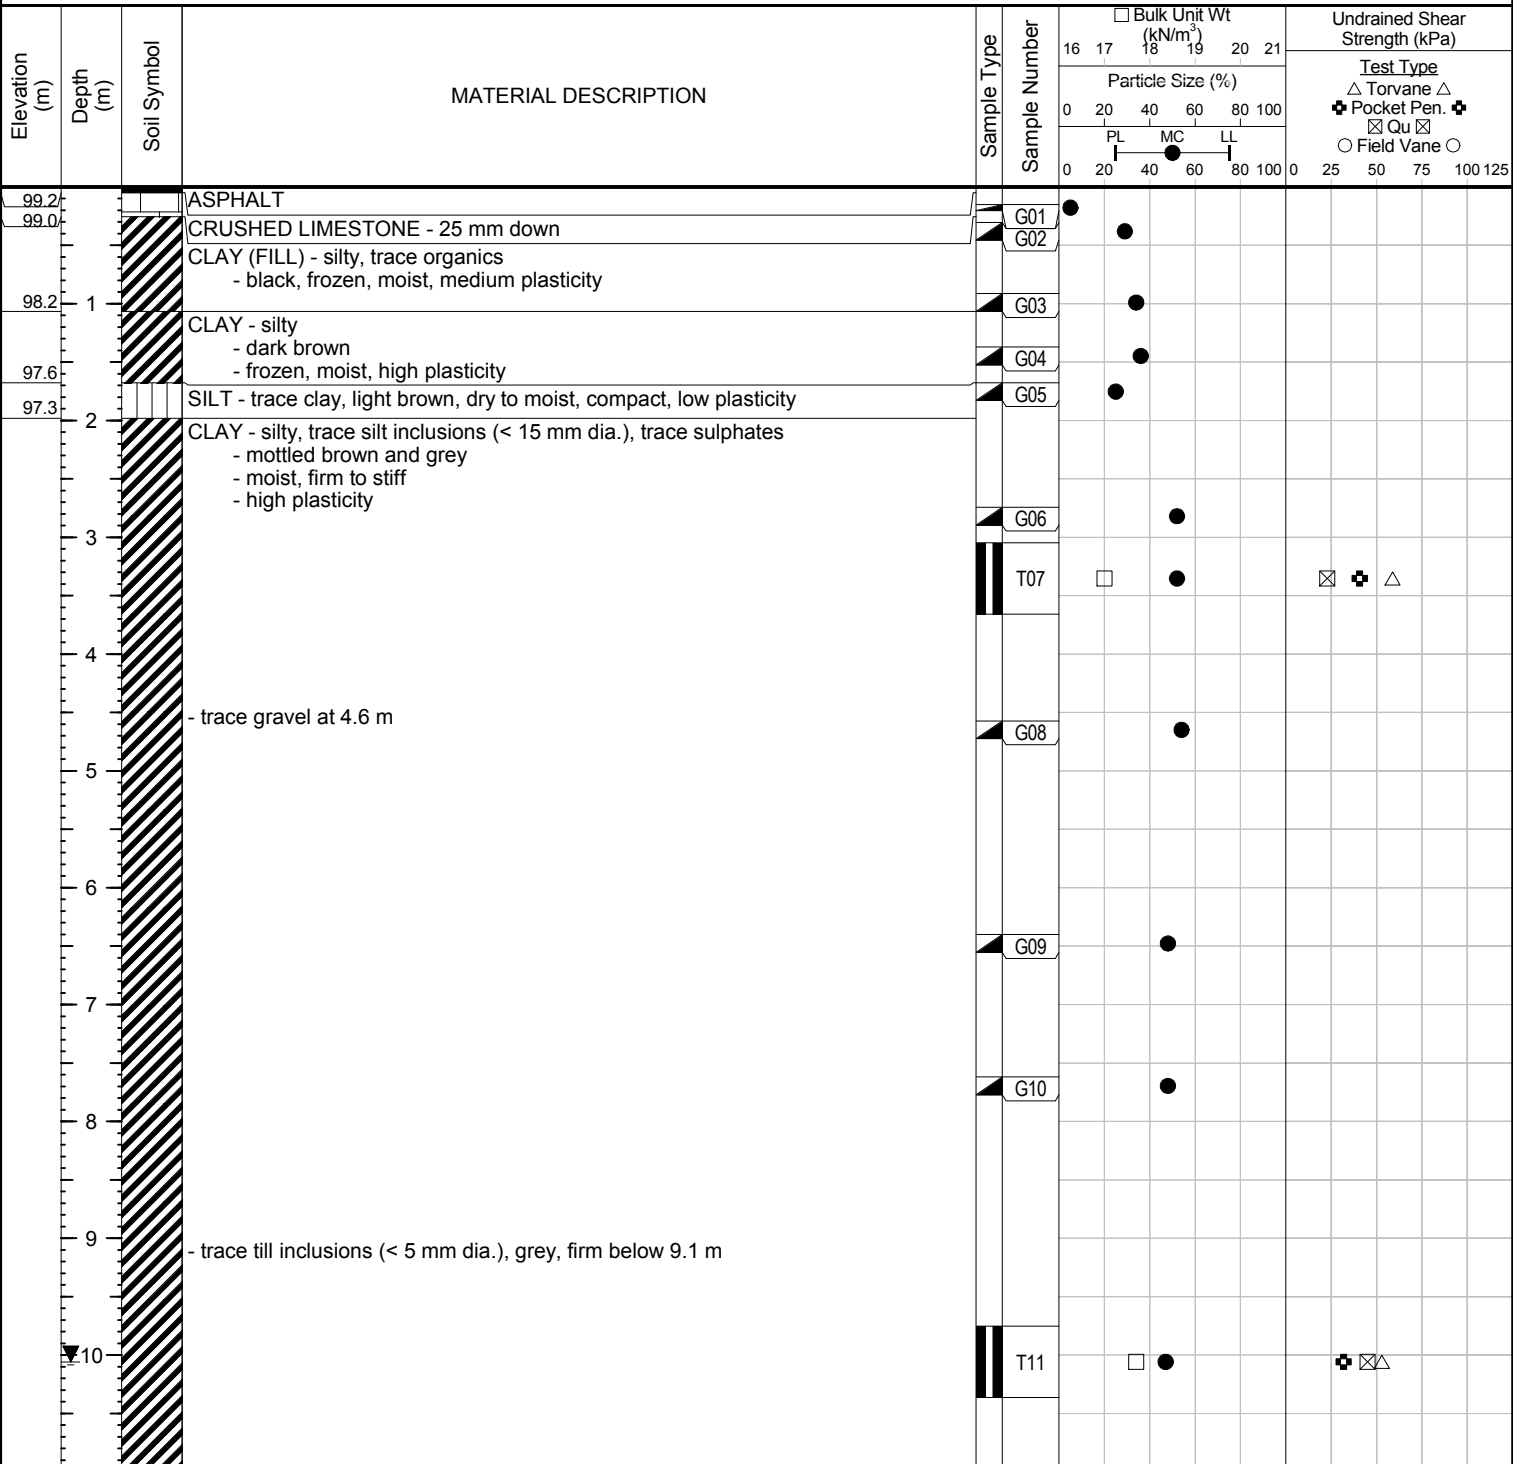 Elevation (m)
Depth (m)
Soil Symbol
MATERIAL DESCRIPTION
Sample Type
Sample Number
Bulk Unit Wt
(kN/m³)
16 17 18 19 20 21
Particle Size (%)
0 20 40 60 80 100
PL MC LL
0 20 40 60 80 100
Undrained Shear
Strength (kPa)
Test Type
Torvane
Pocket Pen.
Qu
Field Vane
0 25 50 75 100 125
99.2
ASPHALT
G01
99.0
CRUSHED LIMESTONE - 25 mm down
G02
CLAY (FILL) - silty, trace organics
- black, frozen, moist, medium plasticity
98.2
1
G03
CLAY - silty
- dark brown
G04
- frozen, moist, high plasticity
97.6
SILT - trace clay, light brown, dry to moist, compact, low plasticity
G05
97.3
2
CLAY - silty, trace silt inclusions (< 15 mm dia.), trace sulphates
- mottled brown and grey
- moist, firm to stiff
- high plasticity
G06
3
T07
4
- trace gravel at 4.6 m
G08
5
6
G09
7
G10
8
9
- trace till inclusions (< 5 mm dia.), grey, firm below 9.1 m
10
T11